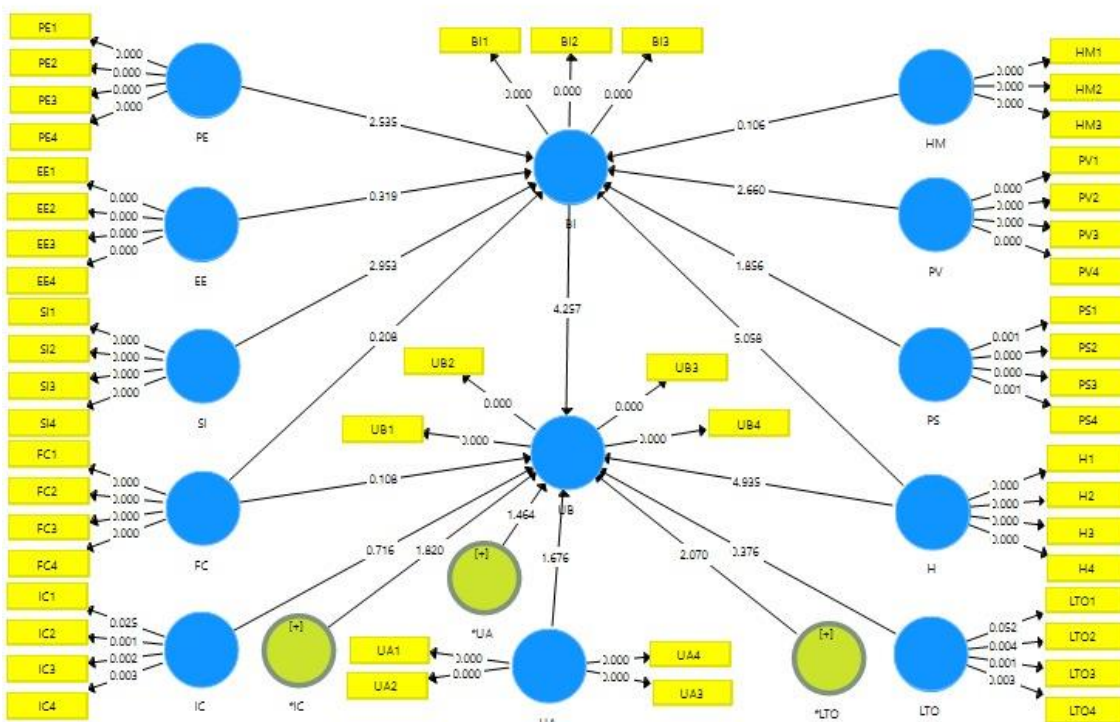 PE1
PE2
PE3
PE4
0.000
0.000
0.000
0.000
PE
BI1
BI2
BI3
0.000
0.000
0.000
BI
HM1
HM2
HM3
0.000
0.000
0.000
HM
2.535
0.106
EE1
EE2
EE3
EE4
0.000
0.000
0.000
0.000
EE
0.319
PV1
PV2
PV3
PV4
0.000
0.000
0.000
0.000
PV
2.660
SI1
SI2
SI3
SI4
0.000
0.000
0.000
0.000
SI
2.953
1.856
PS1
PS2
PS3
PS4
0.001
0.000
0.000
0.001
PS
0.208
4.257
5.058
UB2
UB3
UB1
UB4
0.000
0.000
0.000
0.000
UB
FC1
FC2
FC3
FC4
0.000
0.000
0.000
0.000
FC
0.108
4.935
H1
H2
H3
H4
0.000
0.000
0.000
0.000
H
0.716
1.820
1.464
1.676
2.070
0.376
IC1
IC2
IC3
IC4
0.025
0.001
0.002
0.003
IC
[+]
*IC
[+]
*UA
UA1
UA2
UA4
UA3
0.000
0.000
0.000
0.000
UA
[+]
*LTO
LTO1
LTO2
LTO3
LTO4
0.052
0.004
0.001
0.003
LTO